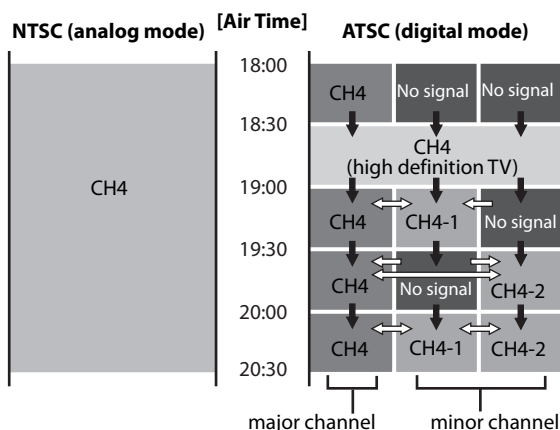 NTSC (analog mode) [Air Time] ATSC (digital mode)
18:00
CH4 No signal No signal
18:30
CH4
(high definition TV)
CH4
19:00
CH4 CH4-1 No signal
19:30
CH4 No signal CH4-2
20:00
CH4 CH4-1 CH4-2
20:30
major channel minor channel